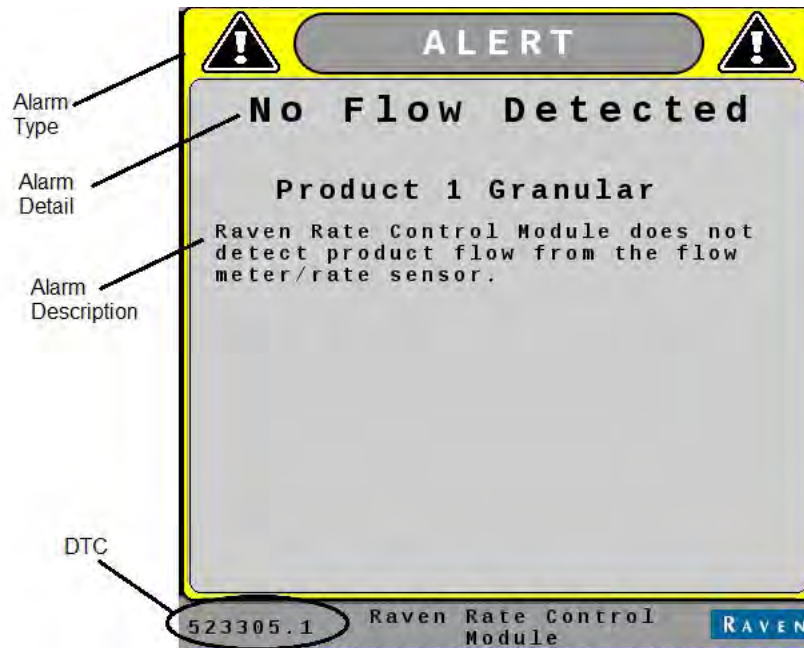 ALERT
Alarm
Type
No Flow Detected
Alarm
Detail
Product 1 Granular
Raven Rate Control Module does not
detect product flow from the flow
meter/rate sensor.
Alarm
Description
DTC
523305.1
Raven Rate Control
Module
RAVEN